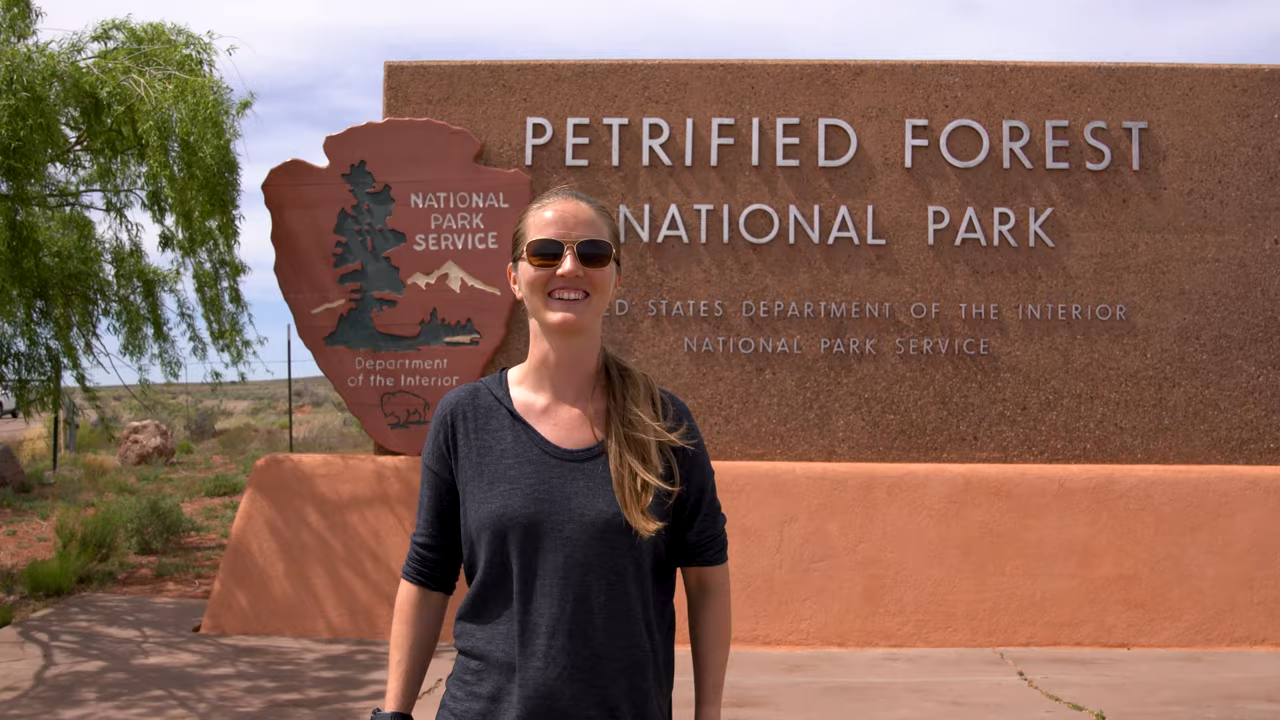 PETRIFIED FOREST
NATIONAL PARK
STATES DEPARTMENT OF THE INTERIOR
NATIONAL PARK SERVICE
NATIONAL
PARK
SERVICE
Department
of the Interior